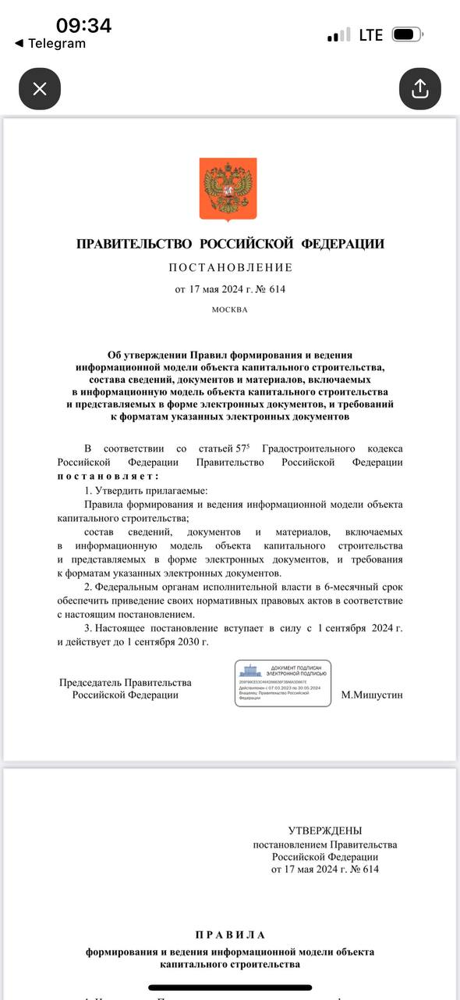 09:34
◄ Telegram
LTE
ПРАВИТЕЛЬСТВО РОССИЙСКОЙ ФЕДЕРАЦИИ
ПОСТАНОВЛЕНИЕ
от 17 мая 2024 г. № 614
МОСКВА
Об утверждении Правил формирования и ведения
информационной модели объекта капитального строительства,
состава сведений, документов и материалов, включаемых
в информационную модель объекта капитального строительства
и представляемых в форме электронных документов, и требований
к форматам указанных электронных документов
В соответствии со статьей 57⁵ Градостроительного кодекса
Российской Федерации Правительство Российской Федерации
постановляет:
1. Утвердить прилагаемые:
Правила формирования и ведения информационной модели объекта
капитального строительства;
состав сведений, документов и материалов, включаемых
в информационную модель объекта капитального строительства
и представляемых в форме электронных документов, и требования
к форматам указанных электронных документов.
2. Федеральным органам исполнительной власти в 6-месячный срок
обеспечить приведение своих нормативных правовых актов в соответствие
с настоящим постановлением.
3. Настоящее постановление вступает в силу с 1 сентября 2024 г.
и действует до 1 сентября 2030 г.
Председатель Правительства
Российской Федерации
ДОКУМЕНТ ПОДПИСАН
ЭЛЕКТРОННОЙ ПОДПИСЬЮ
Действителен с 07.03.2023 по 30.05.2024
Владелец: Правительство Российской
Федерации
М.Мишустин
УТВЕРЖДЕНЫ
постановлением Правительства
Российской Федерации
от 17 мая 2024 г. № 614
ПРАВИЛА
формирования и ведения информационной модели объекта
капитального строительства